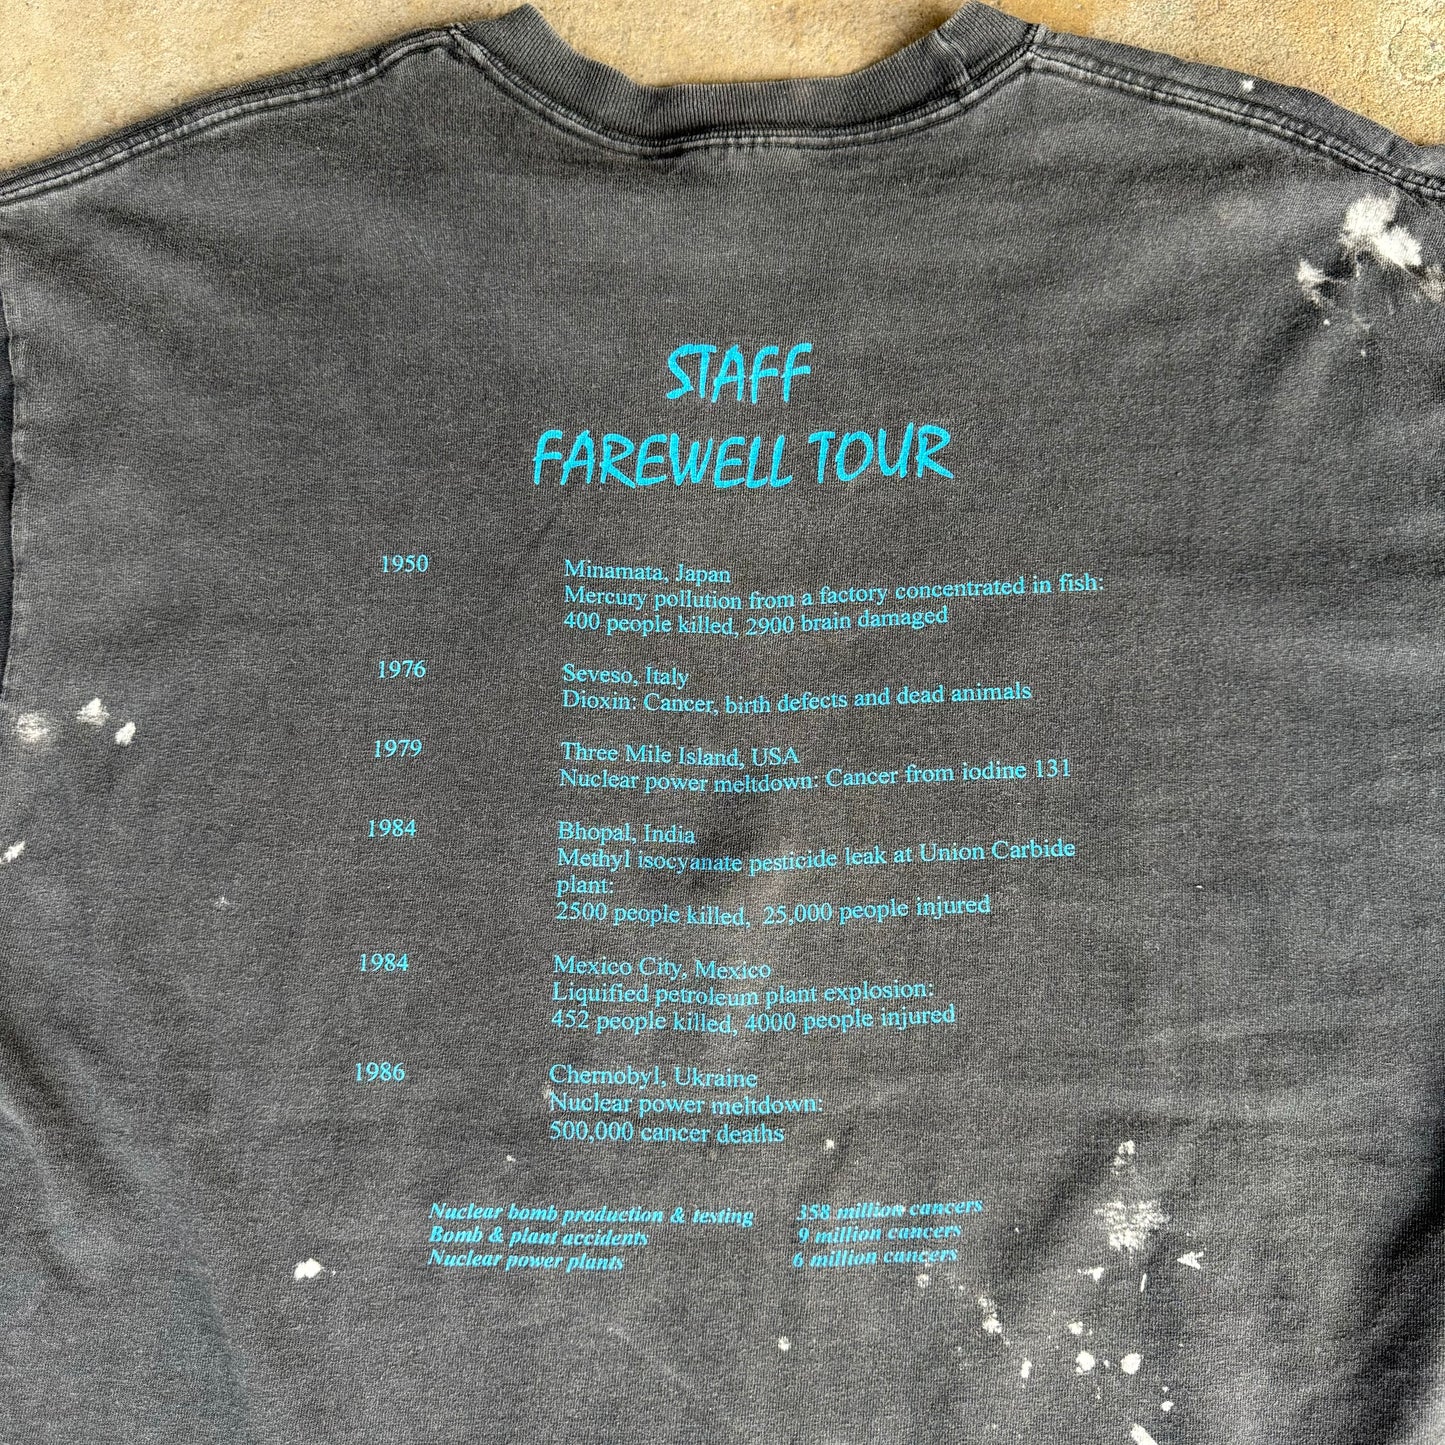 STAFF
FAREWELL TOUR
1950 Minamata, Japan
Mercury pollution from a factory concentrated in fish:
400 people killed, 2900 brain damaged
1976 Seveso, Italy
Dioxin: Cancer, birth defects and dead animals
1979 Three Mile Island, USA
Nuclear power meltdown: Cancer from iodine 131
1984 Bhopal, India
Methyl isocyanate pesticide leak at Union Carbide
plant:
2500 people killed, 25,000 people injured
1984 Mexico City, Mexico
Liquified petroleum plant explosion:
452 people killed, 4000 people injured
1986 Chernobyl, Ukraine
Nuclear power meltdown:
500,000 cancer deaths
Nuclear bomb production & testing 358 million cancers
Bomb & plant accidents 9 million cancers
Nuclear power plants 6 million cancers